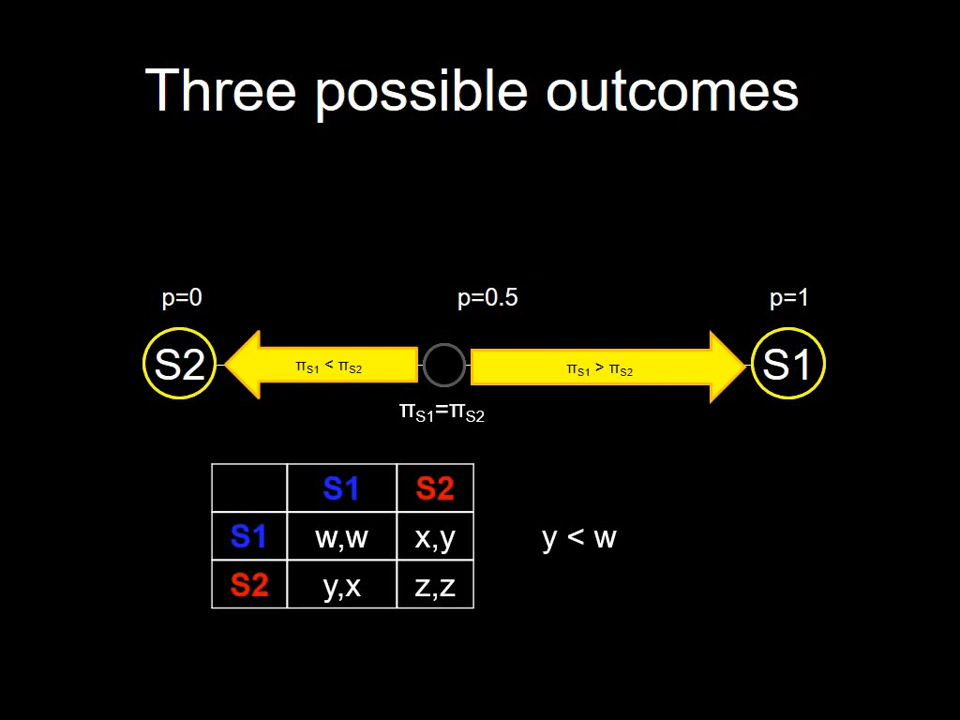 Three possible outcomes
p=0 p=0.5 p=1
S2 πS1 < πS2 πS1 > πS2 S1
πS1=πS2
S1 S2
S1 w,w x,y y < w
S2 y,x z,z